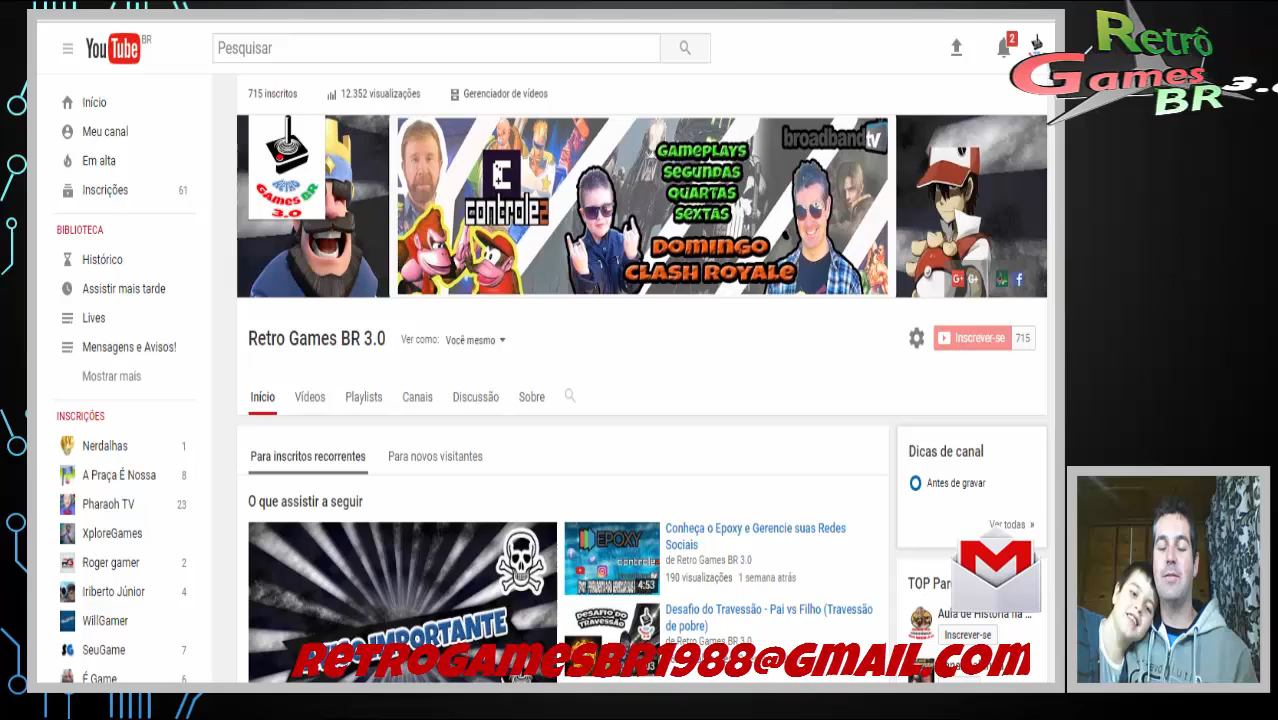 YouTube BR
Pesquisar
2
Retrô
Games
BR 3.0
715 inscritos
12.352 visualizações
Gerenciador de vídeos
Início
Meu canal
Em alta
Inscrições 61
BIBLIOTECA
Histórico
Assistir mais tarde
Lives
Mensagens e Avisos!
Mostrar mais
INSCRIÇÕES
Nerdalhas 1
A Praça É Nossa 8
Pharaoh TV 23
XploreGames
Roger gamer 2
Iriberto Júnior 4
WillGamer
SeuGame 7
É Game 6
RETRO
GAMES BR
3.0
controle2
GAMEPLAYS
SEGUNDAS
QUARTAS
SEXTAS
DOMINGO
CLASH ROYALE
broadbandtv
Retro Games BR 3.0
Ver como: Você mesmo
Inscrever-se 715
Início Vídeos Playlists Canais Discussão Sobre
Para inscritos recorrentes
Para novos visitantes
O que assistir a seguir
IMPORTANTE
EPOXY
4:53
Conheça o Epoxy e Gerencie suas Redes
Sociais
de Retro Games BR 3.0
190 visualizações 1 semana atrás
DESAFIO DO
TRAVESSÃO
Desafio do Travessão - Pai vs Filho (Travessão
de pobre)
de Retro Games BR 3.0
Dicas de canal
Antes de gravar
Ver todas »
TOP Par
Aula de História na ...
Inscrever-se
RETROGAMESBR1988@GMAIL.COM